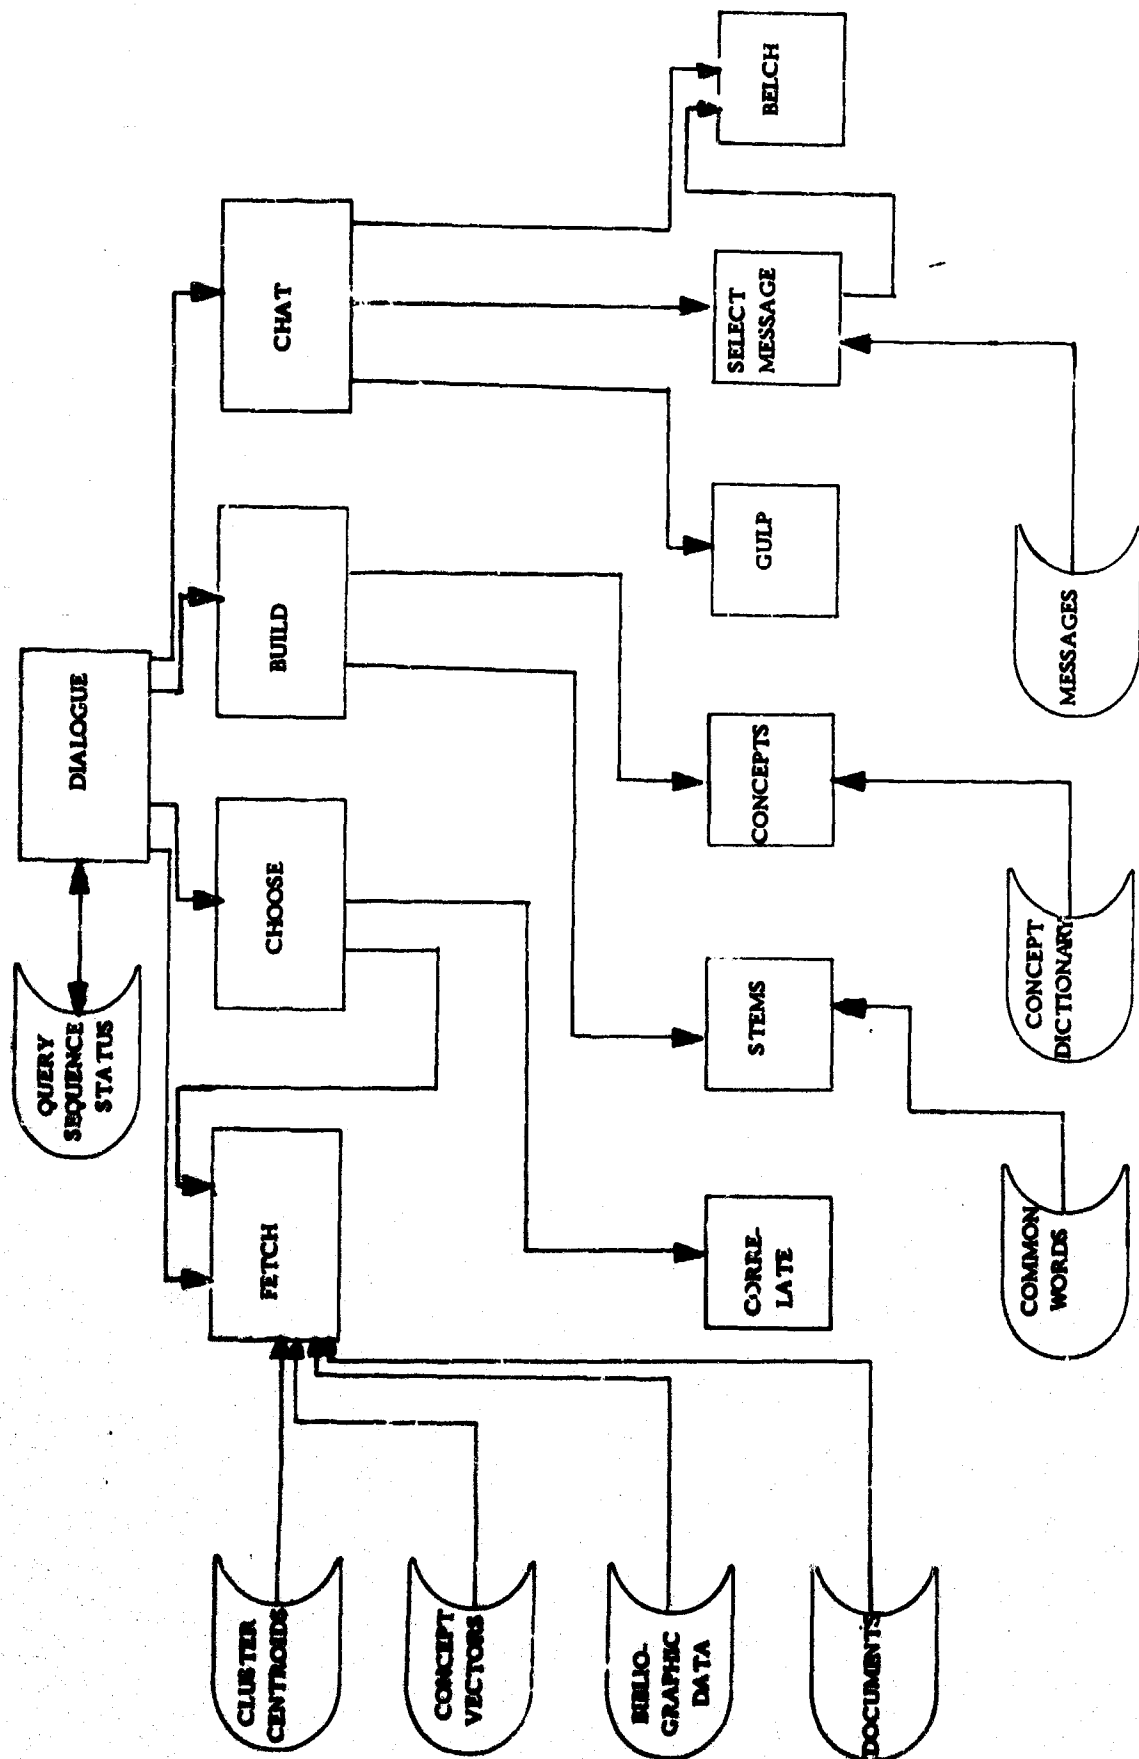 QUERY
SEQUENCE
STATUS
DIALOGUE
CLUSTER
CENTROIDS
FETCH
CHOOSE
BUILD
CHAT
CONCEPT
VECTORS
BIBLIO-
GRAPHIC
DATA
DOCUMENTS
CORRE-
LATE
STEMS
CONCEPTS
GULP
SELECT
MESSAGE
BELCH
COMMON
WORDS
CONCEPT
DICTIONARY
MESSAGES